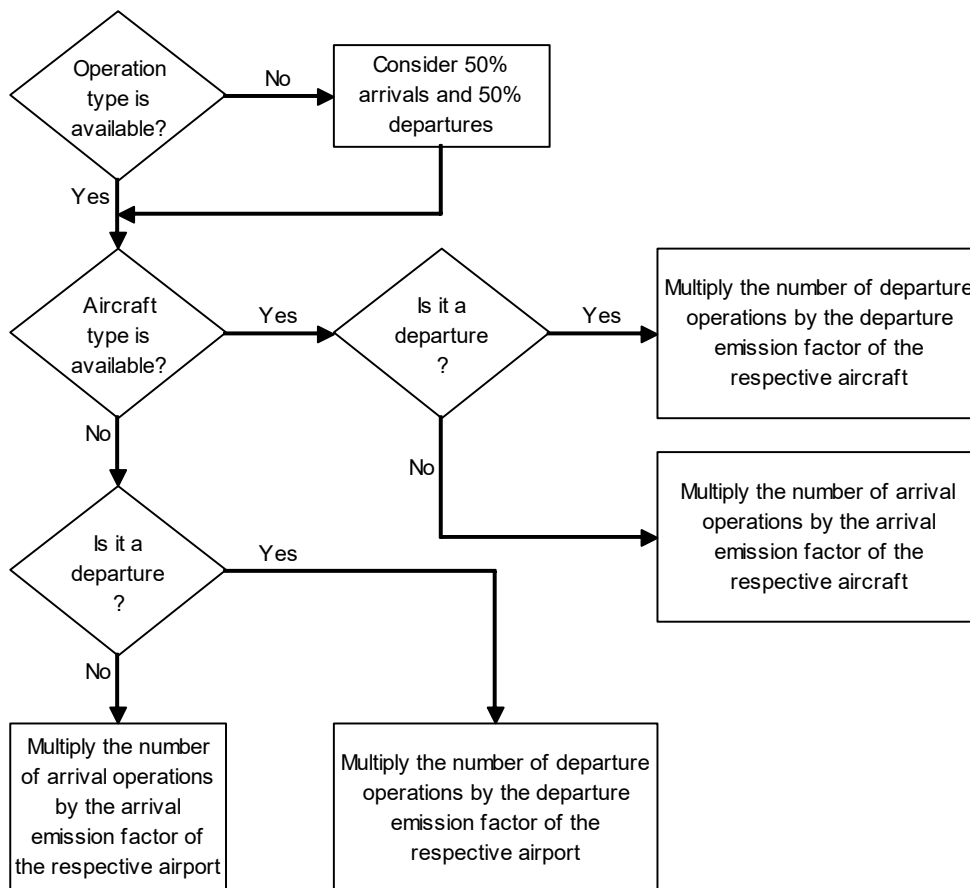 Operation
type is
available?
No
Consider 50%
arrivals and 50%
departures
Yes
Aircraft
type is
available?
Yes
Is it a
departure
?
Yes
Multiply the number of departure
operations by the departure
emission factor of the
respective aircraft
No
No
Multiply the number of arrival
operations by the arrival
emission factor of the
respective aircraft
Is it a
departure
?
Yes
No
Multiply the number
of arrival operations
by the arrival
emission factor of
the respective airport
Multiply the number of departure
operations by the departure
emission factor of the
respective airport